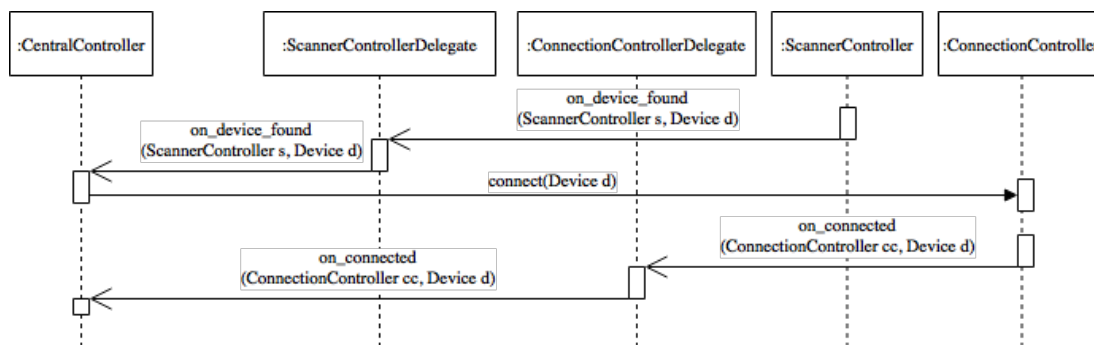 :CentralController
:ScannerControllerDelegate
:ConnectionControllerDelegate
:ScannerController
:ConnectionController
on_device_found
(ScannerController s, Device d)
on_device_found
(ScannerController s, Device d)
connect(Device d)
on_connected
(ConnectionController cc, Device d)
on_connected
(ConnectionController cc, Device d)